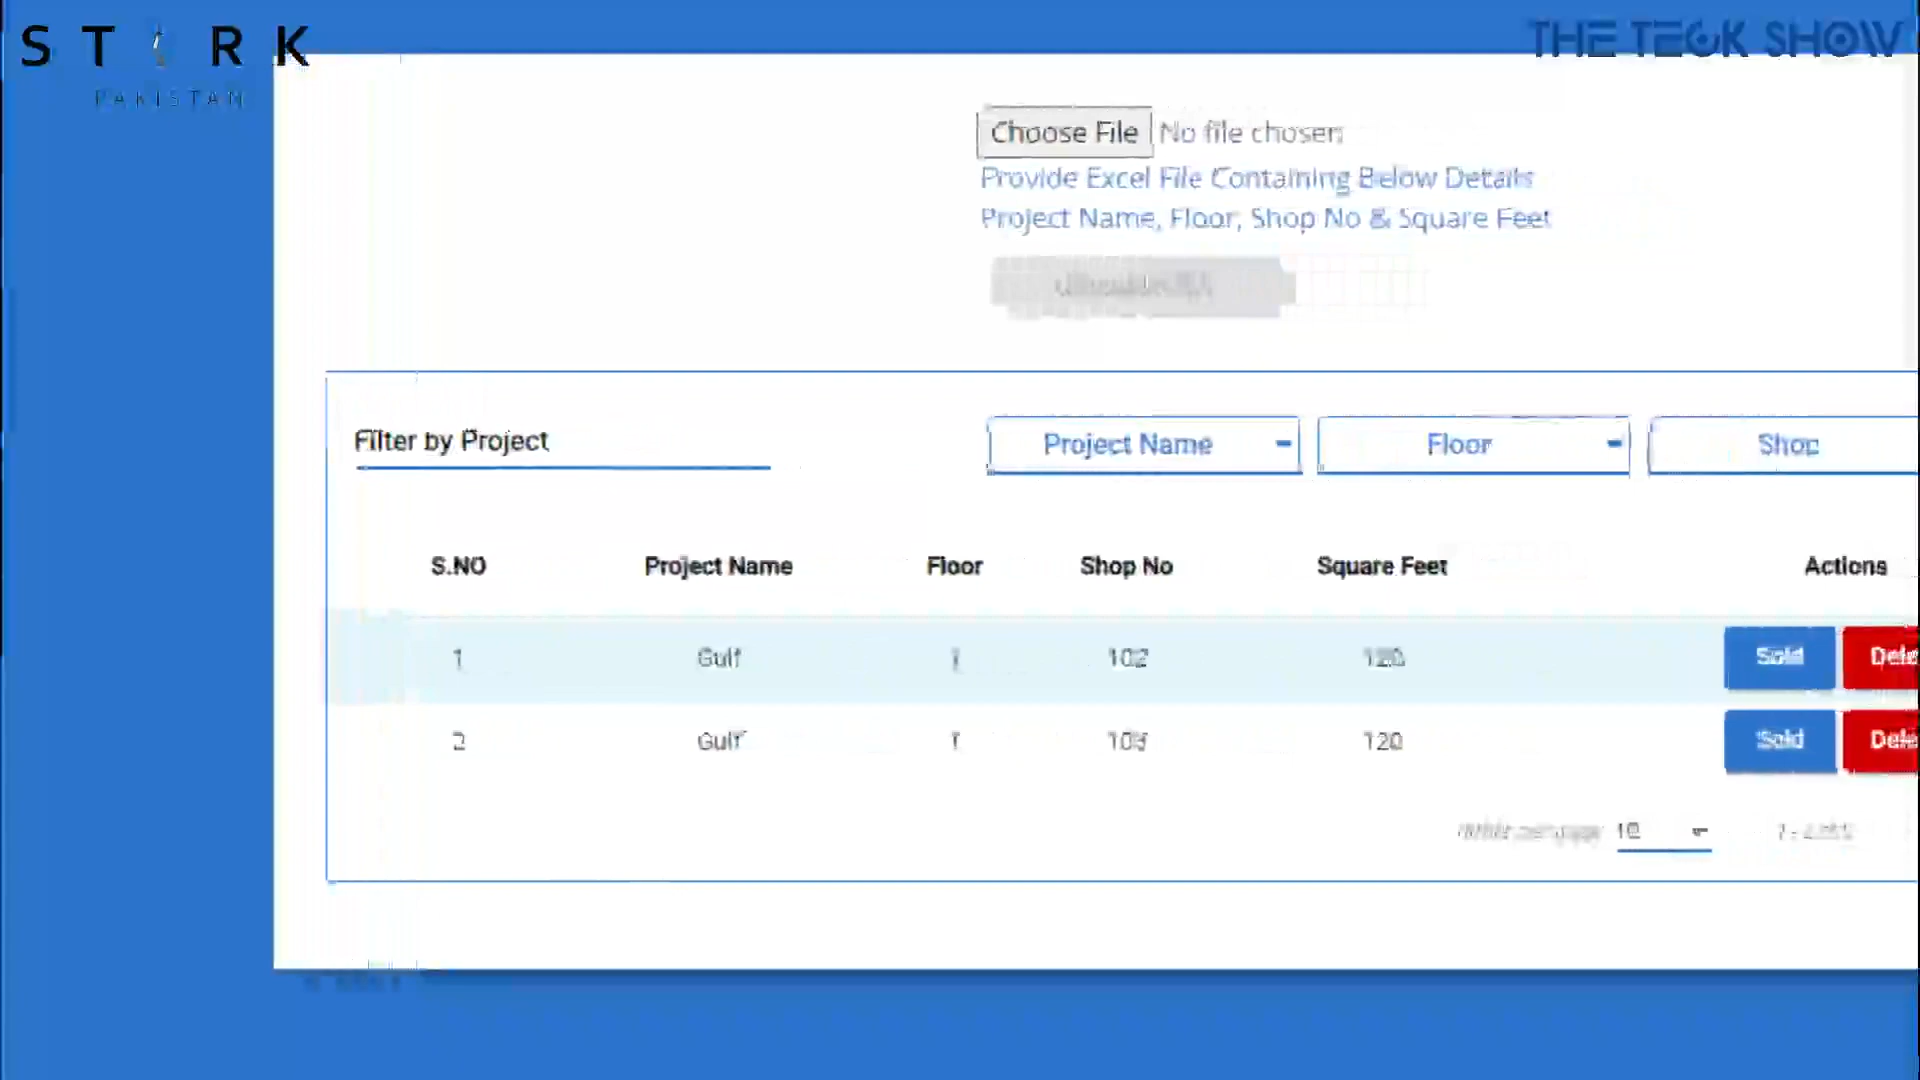 ST RK
PAKISTAN
THE TECK SHOW
Choose File No file chosen
Provide Excel File Containing Below Details
Project Name, Floor, Shop No & Square Feet
Filter by Project
Project Name
Floor
Shop
S.NO Project Name Floor Shop No Square Feet Actions
1 Gulf 1 102 120 Sold Dele
2 Gulf 1 103 120 Sold Dele
10